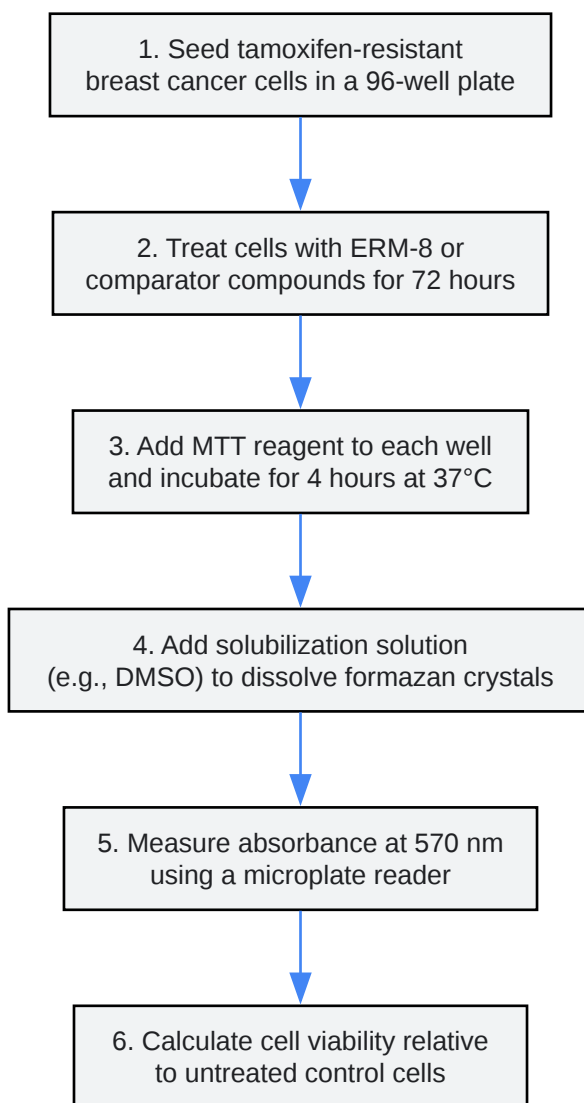 1. Seed tamoxifen-resistant
breast cancer cells in a 96-well plate
2. Treat cells with ERM-8 or
comparator compounds for 72 hours
3. Add MTT reagent to each well
and incubate for 4 hours at 37°C
4. Add solubilization solution
(e.g., DMSO) to dissolve formazan crystals
5. Measure absorbance at 570 nm
using a microplate reader
6. Calculate cell viability relative
to untreated control cells